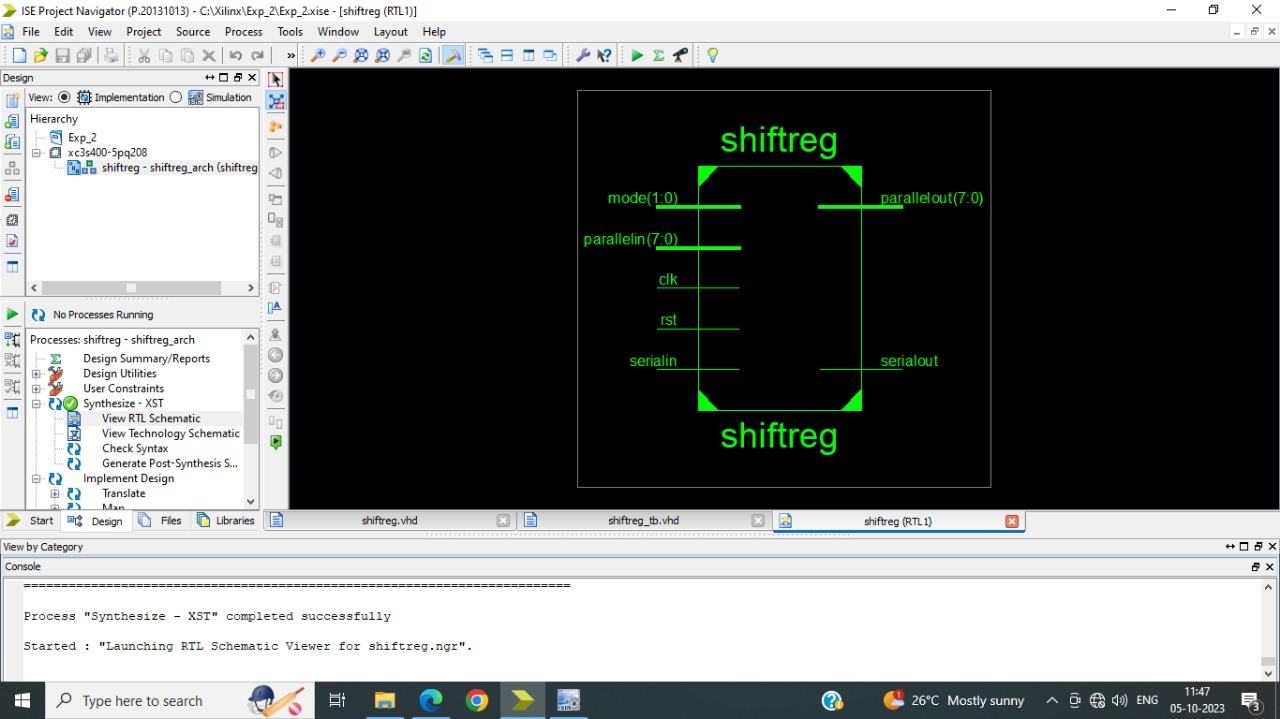 ISE Project Navigator (P.20131013) - C:\Xilinx\Exp_2\Exp_2.xise - [shiftreg (RTL1)]
File Edit View Project Source Process Tools Window Layout Help
»
Design
View: Implementation Simulation
Hierarchy
Exp_2
xc3s400-5pq208
shiftreg - shiftreg_arch (shiftreg
No Processes Running
Processes: shiftreg - shiftreg_arch
Design Summary/Reports
Design Utilities
User Constraints
Synthesize - XST
View RTL Schematic
View Technology Schematic
Check Syntax
Generate Post-Synthesis S...
Implement Design
Translate
Map
Start Design Files Libraries
shiftreg
mode(1:0) parallelout(7:0)
parallelin(7:0)
clk
rst
serialin serialout
shiftreg
shiftreg.vhd shiftreg_tb.vhd shiftreg (RTL1)
View by Category
Console
=========================================================================
Process "Synthesize - XST" completed successfully
Started : "Launching RTL Schematic Viewer for shiftreg.ngr".
Type here to search
1 26°C Mostly sunny ENG 11:47
05-10-2023 3